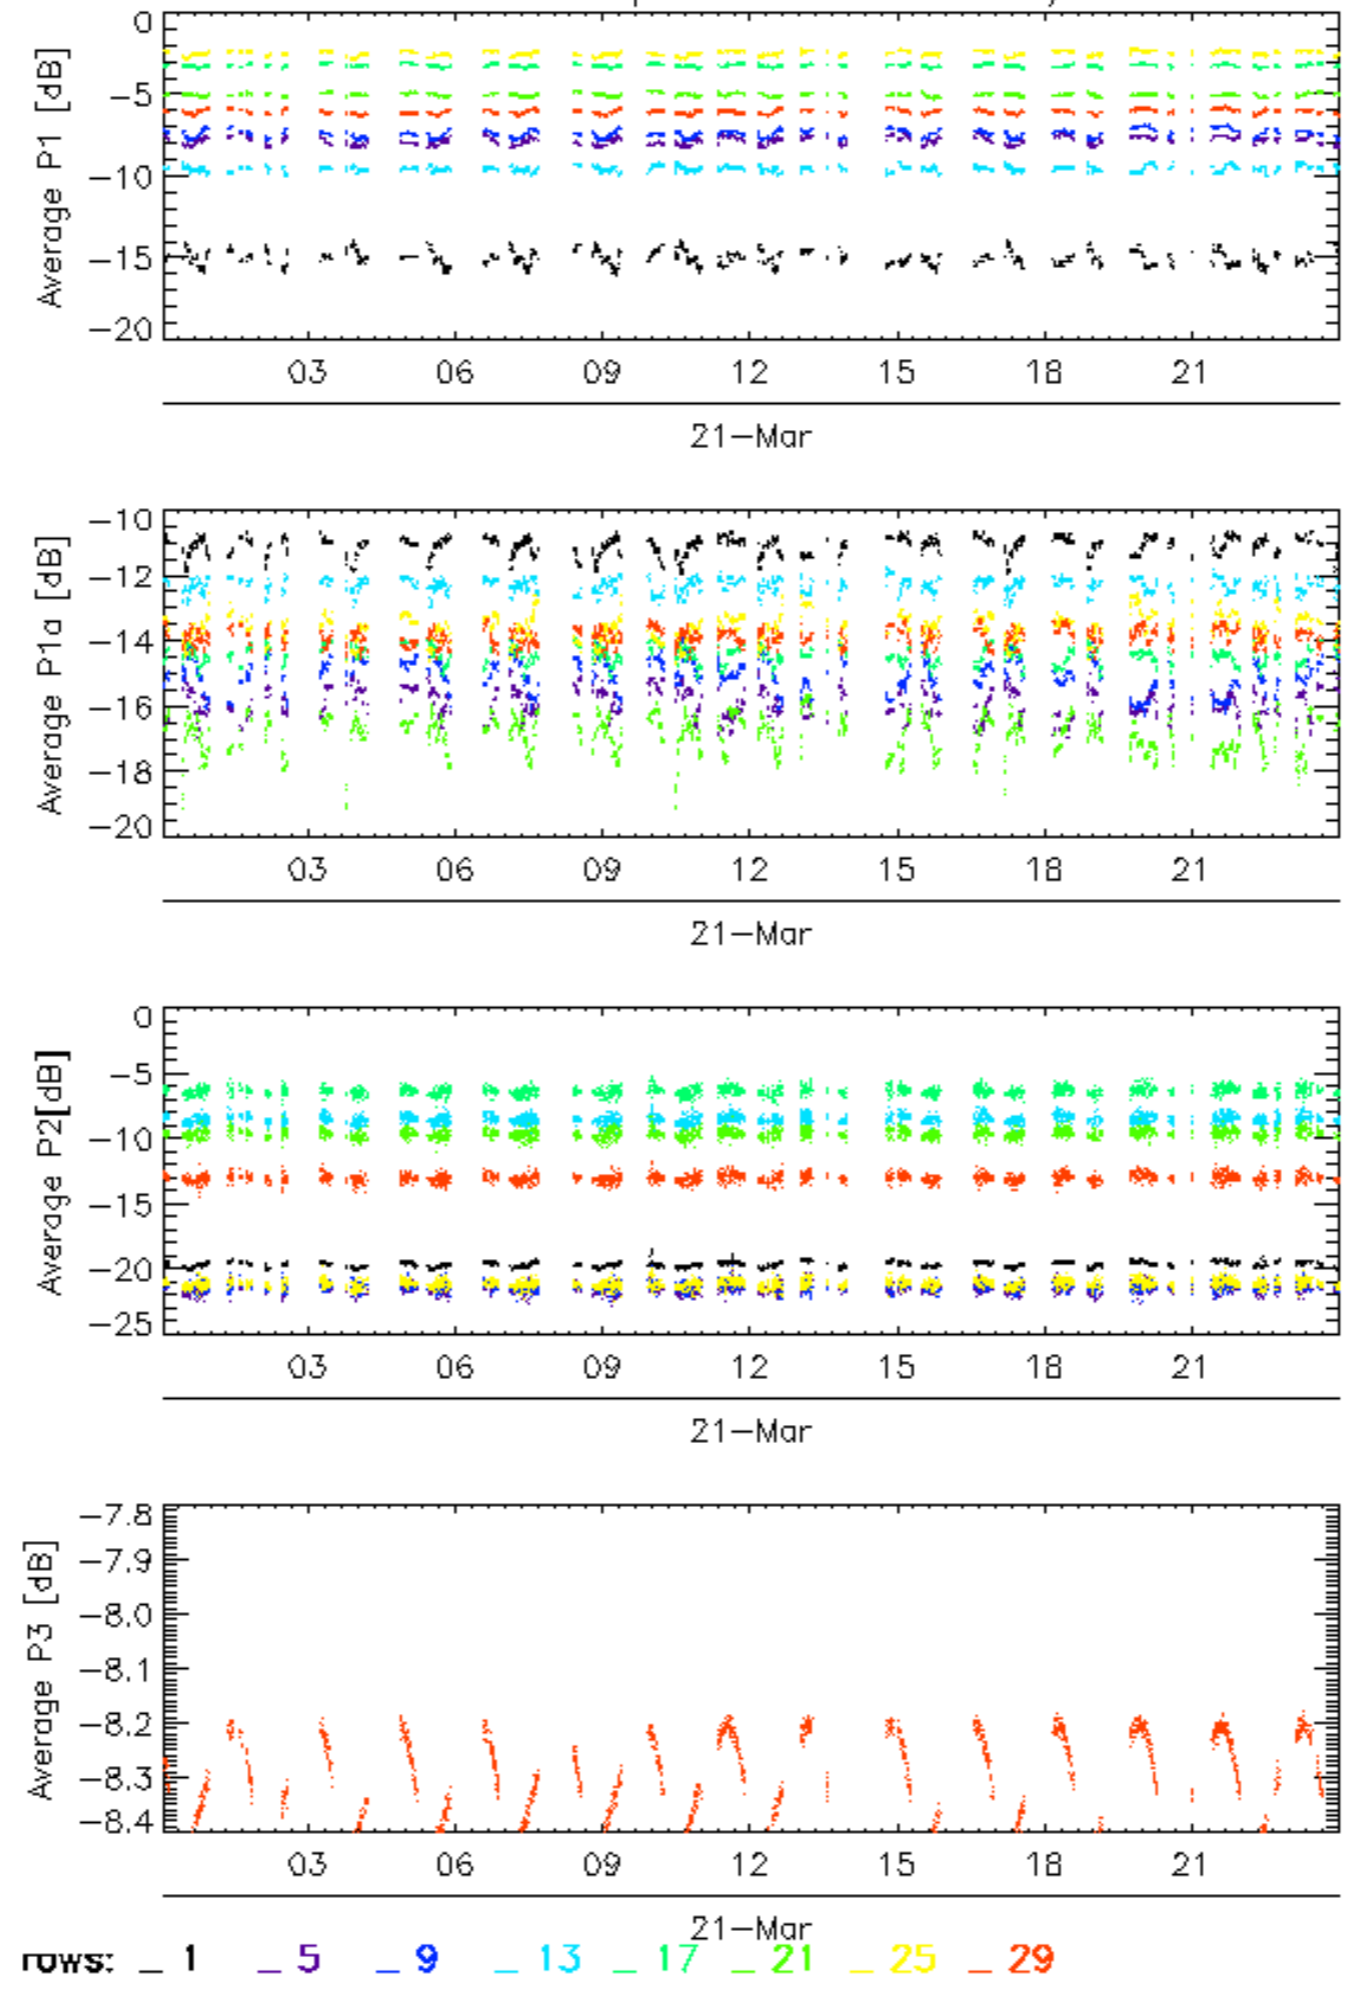 0
−5
−10
−15
−20
Average P1 [dB]
03 06 09 12 15 18 21
21−Mar
−10
−12
−14
−16
−18
−20
Average P1a [dB]
03 06 09 12 15 18 21
21−Mar
0
−5
−10
−15
−20
−25
Average P2[dB]
03 06 09 12 15 18 21
21−Mar
−7.8
−7.9
−8.0
−8.1
−8.2
−8.3
−8.4
Average P3 [dB]
03 06 09 12 15 18 21
21−Mar
rows: _ 1 _ 5 _ 9 _ 13 _ 17 _ 21 _ 25 _ 29